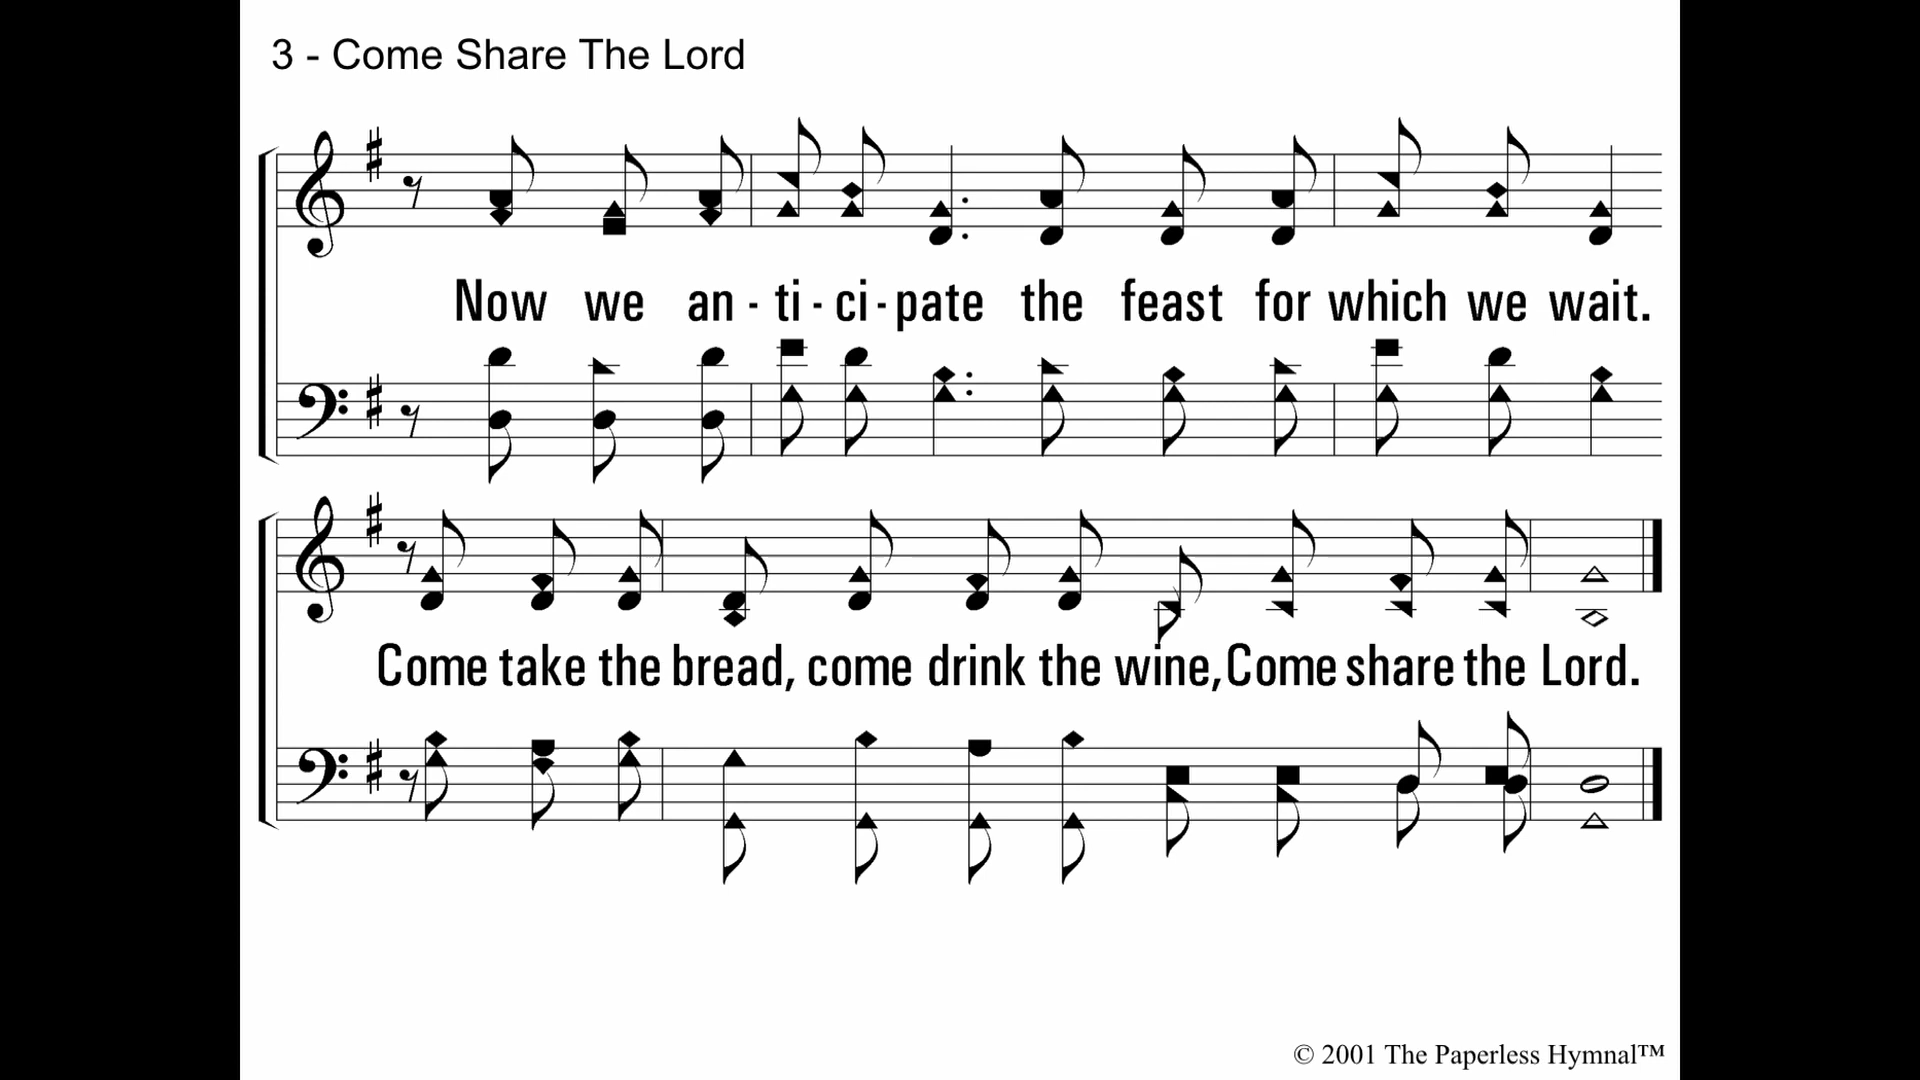 3 - Come Share The Lord
Now we an - ti - ci - pate the feast for which we wait.
Come take the bread, come drink the wine, Come share the Lord.
© 2001 The Paperless Hymnal™